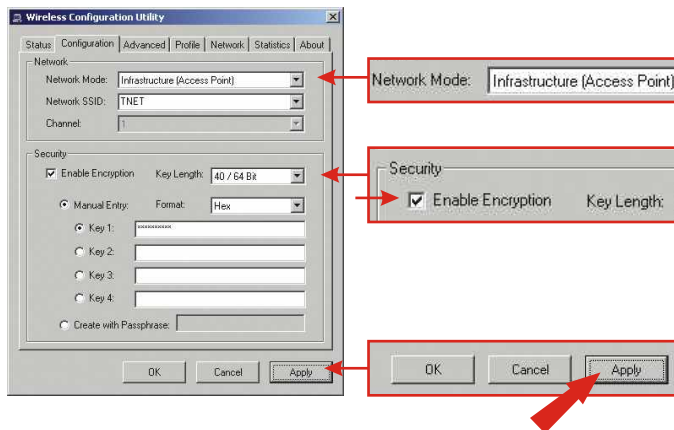 Wireless Configuration Utility
Status Configuration Advanced Profile Network Statistics About
Network
Network Mode: Infrastructure (Access Point)
Network SSID: TNET
Channel: 1
Security
Enable Encryption Key Length: 40 / 64 Bit
Manual Entry: Format: Hex
Key 1: **********
Key 2:
Key 3:
Key 4:
Create with Passphrase:
OK Cancel Apply
Network Mode: Infrastructure (Access Point)
Security
Enable Encryption Key Length:
OK Cancel Apply